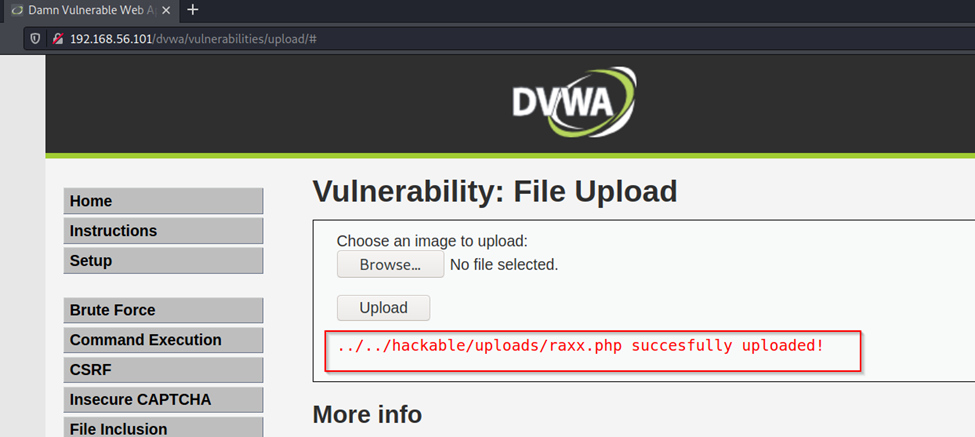 Damn Vulnerable Web A
192.168.56.101/dvwa/vulnerabilities/upload/#
DVWA
Home
Instructions
Setup
Brute Force
Command Execution
CSRF
Insecure CAPTCHA
File Inclusion
Vulnerability: File Upload
Choose an image to upload:
Browse... No file selected.
Upload
../../hackable/uploads/raxx.php succesfully uploaded!
More info